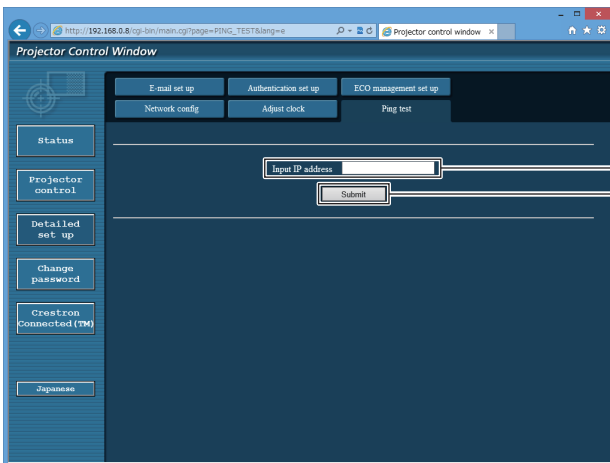 http://192.168.0.8/cgi-bin/main.cgi?page=PING_TEST&lang=e
Projector control window
Projector Control Window
E-mail set up
Authentication set up
ECO management set up
Network config
Adjust clock
Ping test
Status
Projector
control
Detailed
set up
Change
password
Crestron
Connected(TM)
Japanese
Input IP address
Submit